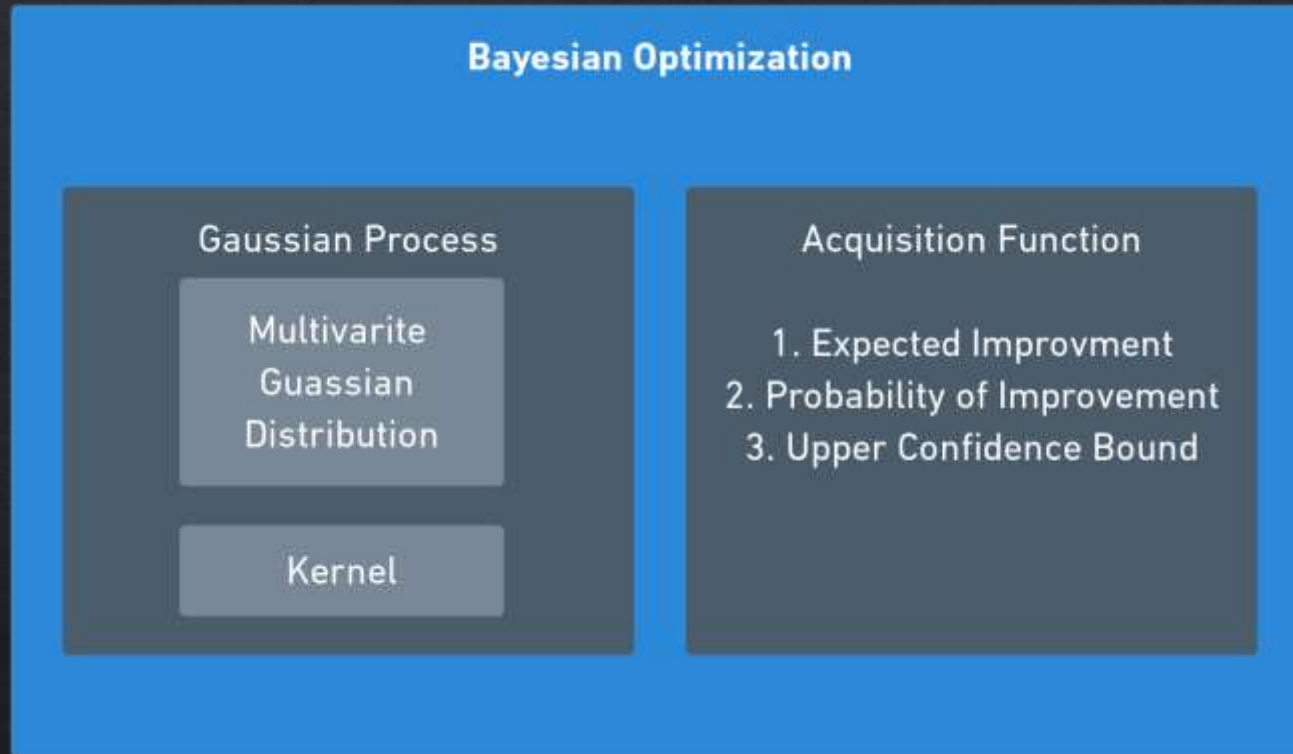 Bayesian Optimization
Gaussian Process
Multivarite
Guassian
Distribution
Kernel
Acquisition Function
1. Expected Improvment
2. Probability of Improvement
3. Upper Confidence Bound